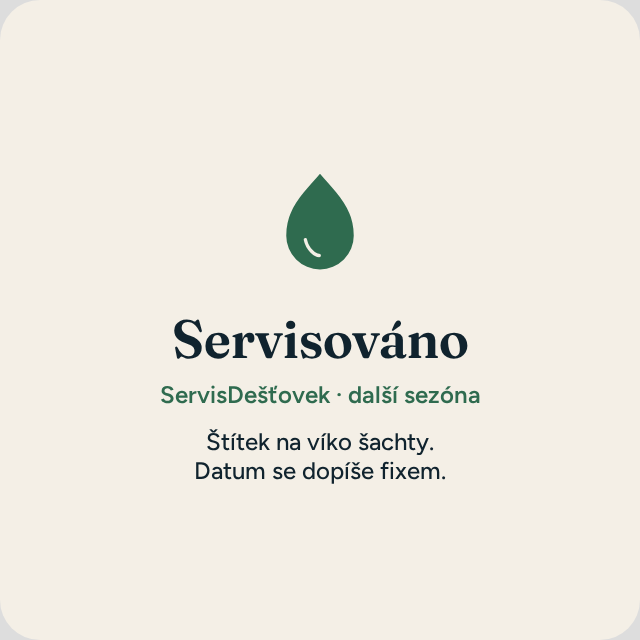 Servisováno
ServisDešťovek · další sezóna
Štítek na víko šachty.
Datum se dopíše fixem.